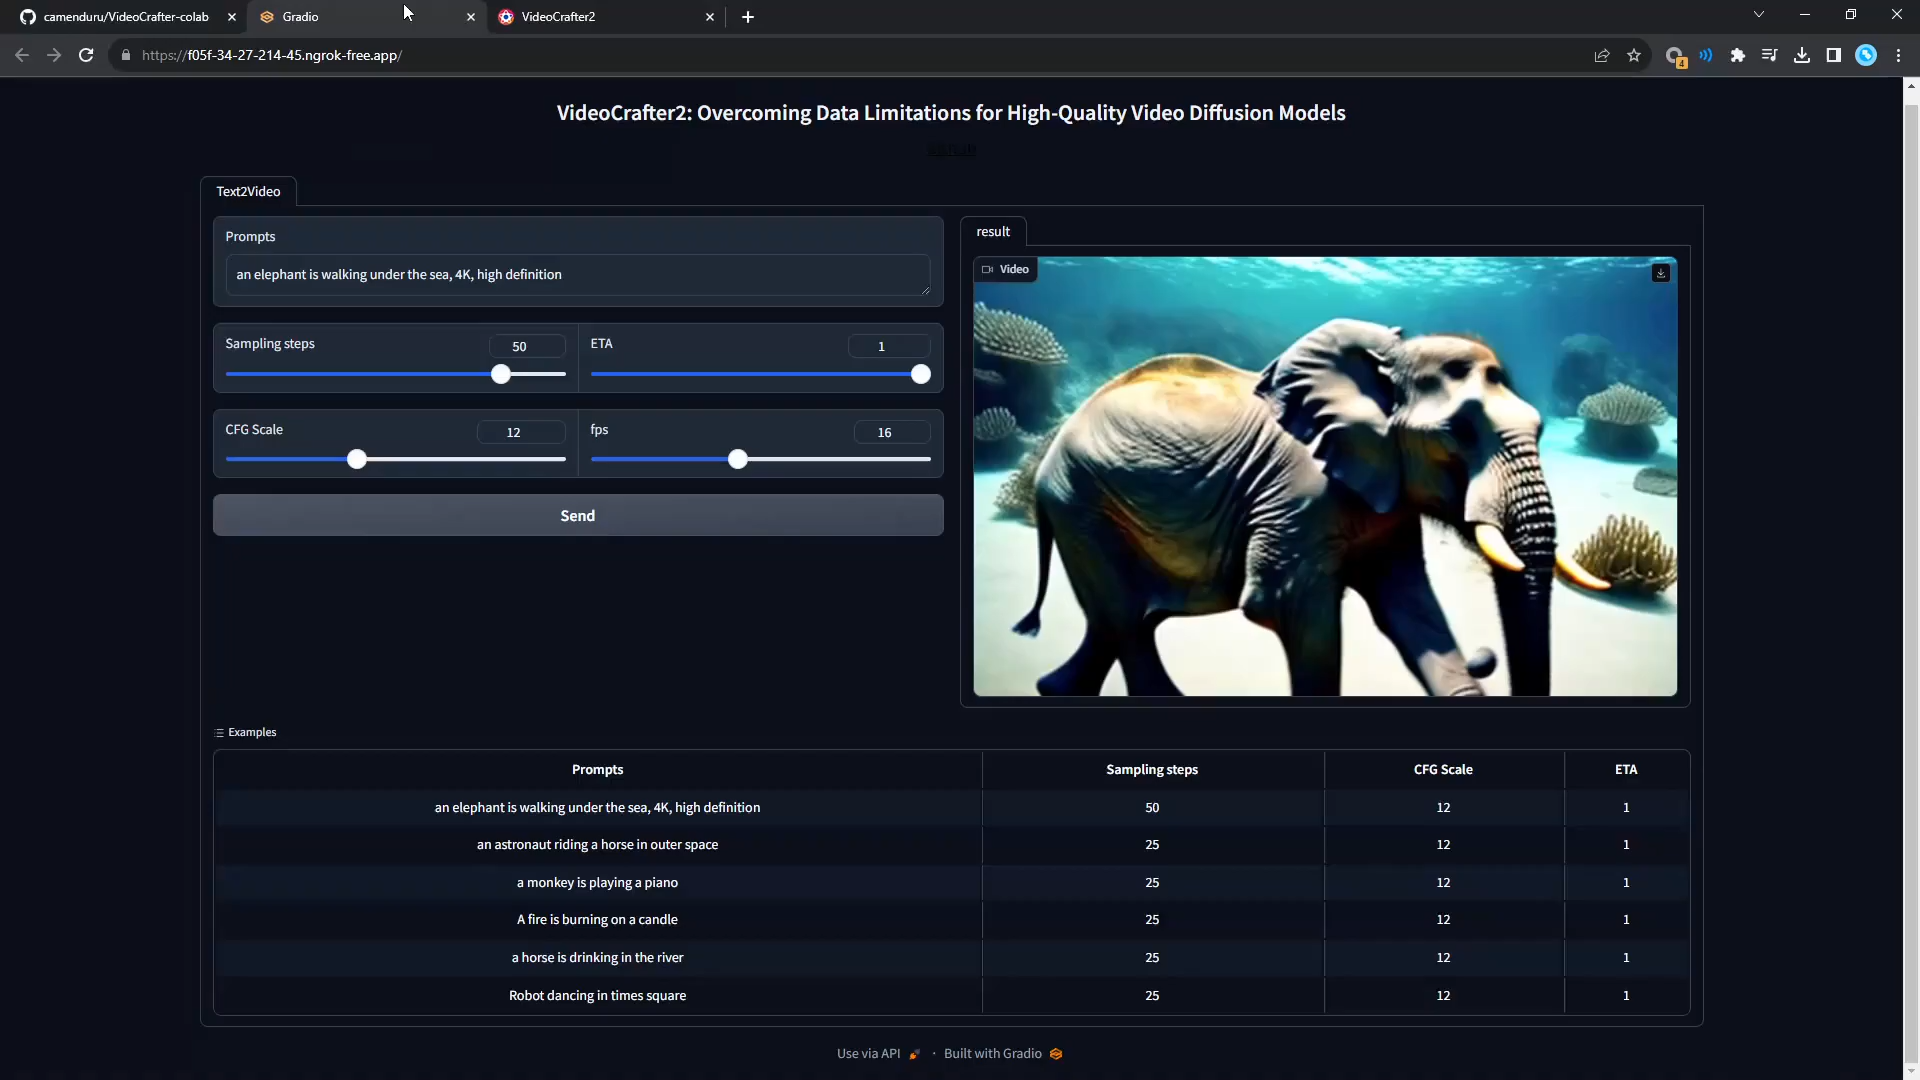 camenduru/VideoCrafter-colab
Gradio
VideoCrafter2
https://f05f-34-27-214-45.ngrok-free.app/
4
VideoCrafter2: Overcoming Data Limitations for High-Quality Video Diffusion Models
Text2Video
Prompts
an elephant is walking under the sea, 4K, high definition
Sampling steps 50 ETA 1
CFG Scale 12 fps 16
Send
result
Video
Examples
Prompts Sampling steps CFG Scale ETA
an elephant is walking under the sea, 4K, high definition 50 12 1
an astronaut riding a horse in outer space 25 12 1
a monkey is playing a piano 25 12 1
A fire is burning on a candle 25 12 1
a horse is drinking in the river 25 12 1
Robot dancing in times square 25 12 1
Use via API · Built with Gradio